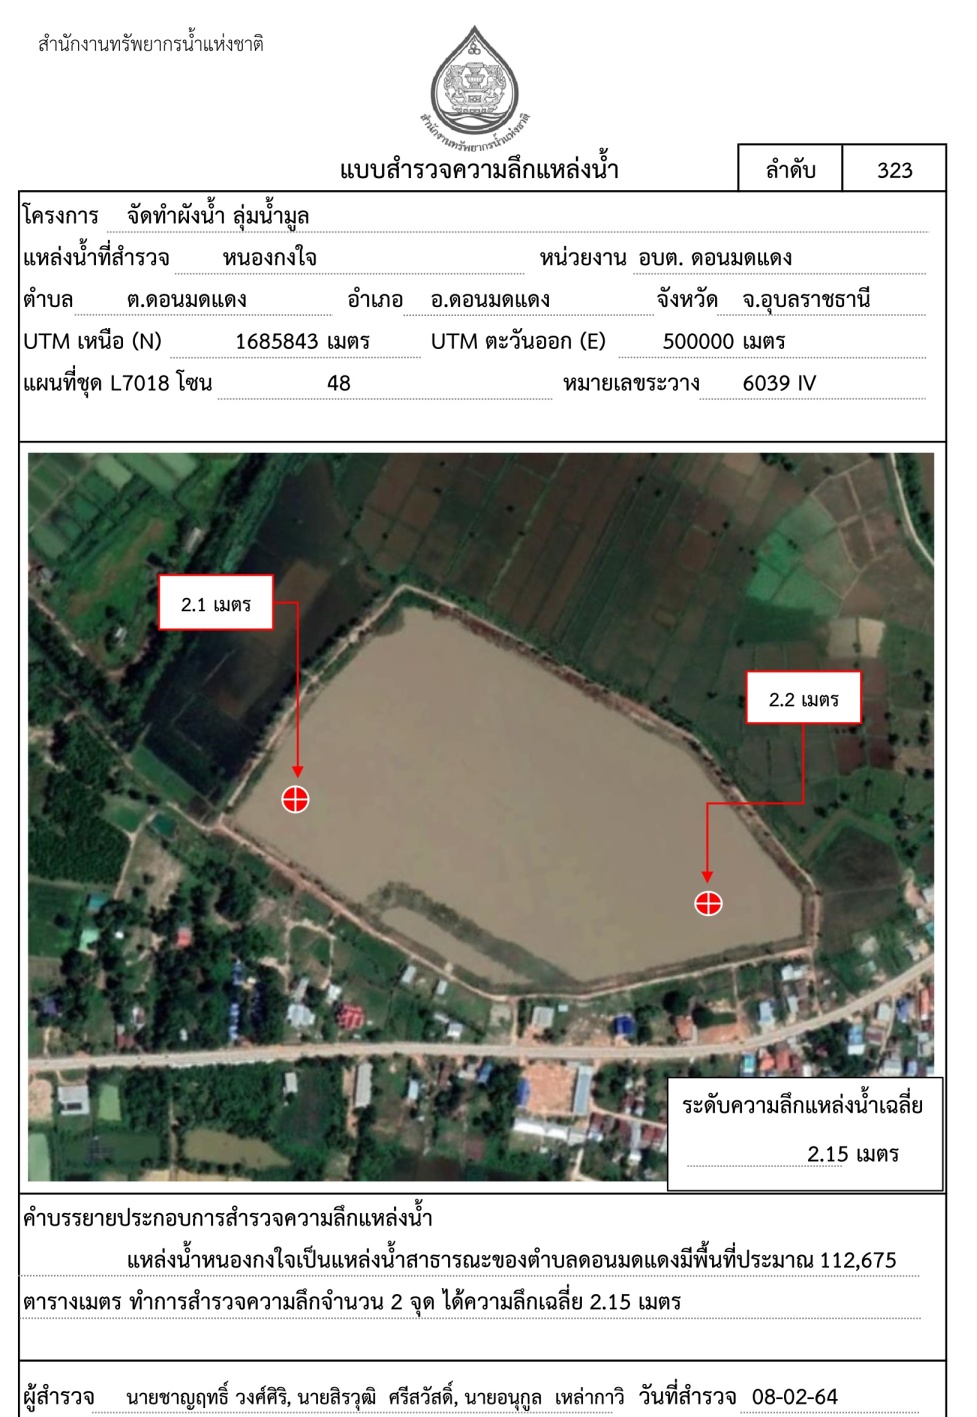 สำนักงานทรัพยากรน้ำแห่งชาติ
สำนักงานทรัพยากรน้ำแห่งชาติ
แบบสำรวจความลึกแหล่งน้ำ ลำดับ 323
โครงการ จัดทำผังน้ำ ลุ่มน้ำมูล
แหล่งน้ำที่สำรวจ หนองกงใจ หน่วยงาน อบต. ดอนมดแดง
ตำบล ต.ดอนมดแดง อำเภอ อ.ดอนมดแดง จังหวัด จ.อุบลราชธานี
UTM เหนือ (N) 1685843 เมตร UTM ตะวันออก (E) 500000 เมตร
แผนที่ชุด L7018 โซน 48 หมายเลขระวาง 6039 IV
2.1 เมตร
2.2 เมตร
ระดับความลึกแหล่งน้ำเฉลี่ย
2.15 เมตร
คำบรรยายประกอบการสำรวจความลึกแหล่งน้ำ
แหล่งน้ำหนองกงใจเป็นแหล่งน้ำสาธารณะของตำบลดอนมดแดงมีพื้นที่ประมาณ 112,675
ตารางเมตร ทำการสำรวจความลึกจำนวน 2 จุด ได้ความลึกเฉลี่ย 2.15 เมตร
ผู้สำรวจ นายชาญฤทธิ์ วงศ์ศิริ, นายสิรวุฒิ ศรีสวัสดิ์, นายอนุกูล เหล่ากาวิ วันที่สำรวจ 08-02-64